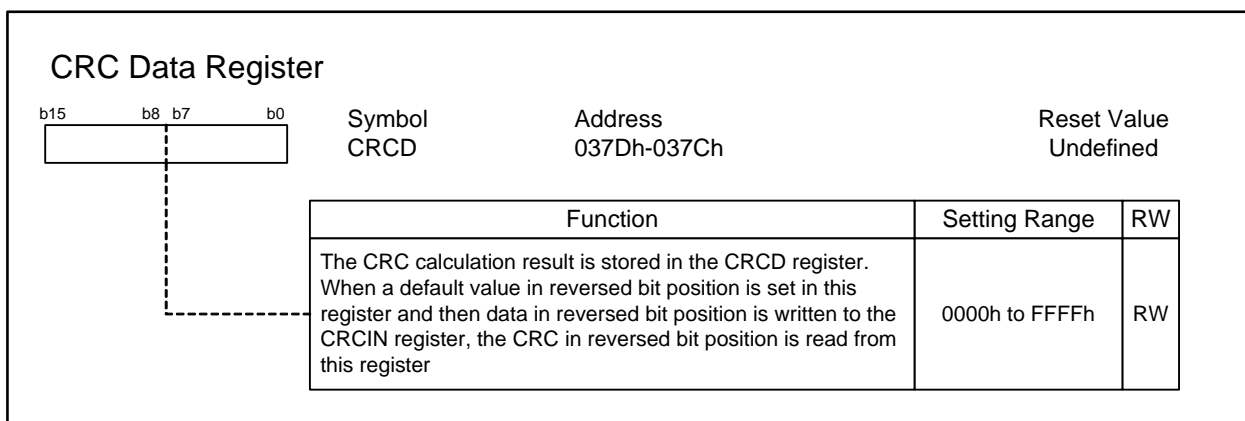 CRC Data Register
b15 b8 b7 b0
Symbol Address Reset Value
CRCD 037Dh-037Ch Undefined
Function Setting Range RW
The CRC calculation result is stored in the CRCD register.
When a default value in reversed bit position is set in this
register and then data in reversed bit position is written to the
CRCIN register, the CRC in reversed bit position is read from
this register
0000h to FFFFh RW